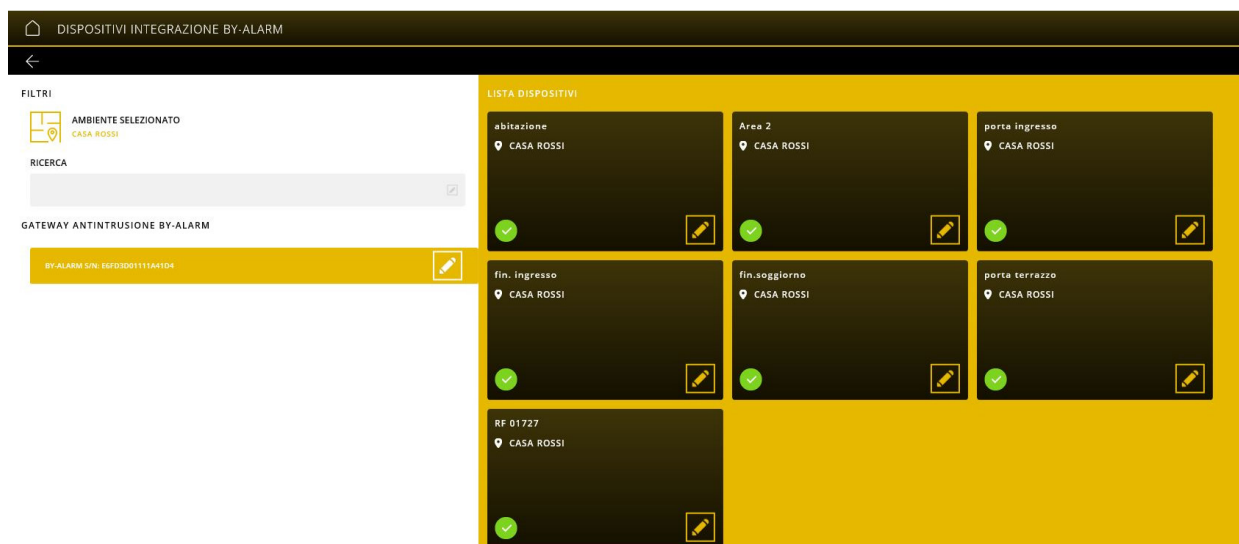 DISPOSITIVI INTEGRAZIONE BY-ALARM
FILTRI
AMBIENTE SELEZIONATO
CASA ROSSI
RICERCA
GATEWAY ANTINTRUSIONE BY-ALARM
BY-ALARM S/N: E6FD3D01111A41D4
LISTA DISPOSITIVI
abitazione
CASA ROSSI
Area 2
CASA ROSSI
porta ingresso
CASA ROSSI
fin. ingresso
CASA ROSSI
fin.soggiorno
CASA ROSSI
porta terrazzo
CASA ROSSI
RF 01727
CASA ROSSI